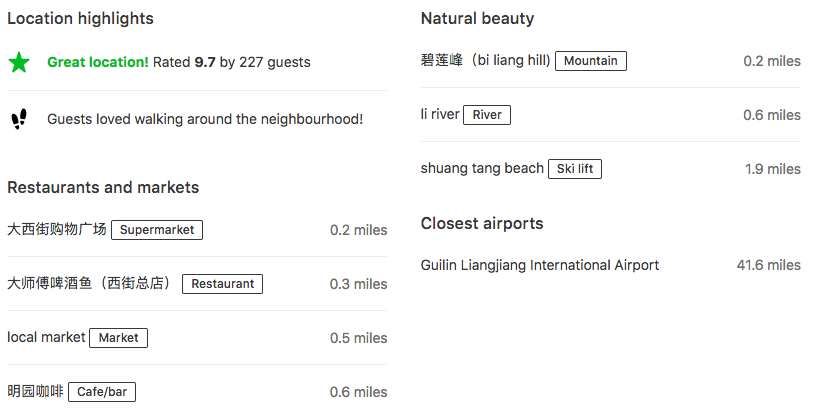 Location highlights
Great location! Rated 9.7 by 227 guests
Guests loved walking around the neighbourhood!
Restaurants and markets
大西街购物广场 Supermarket 0.2 miles
大师傅啤酒鱼（西街总店） Restaurant 0.3 miles
local market Market 0.5 miles
明园咖啡 Cafe/bar 0.6 miles
Natural beauty
碧莲峰（bi liang hill) Mountain 0.2 miles
li river River 0.6 miles
shuang tang beach Ski lift 1.9 miles
Closest airports
Guilin Liangjiang International Airport 41.6 miles